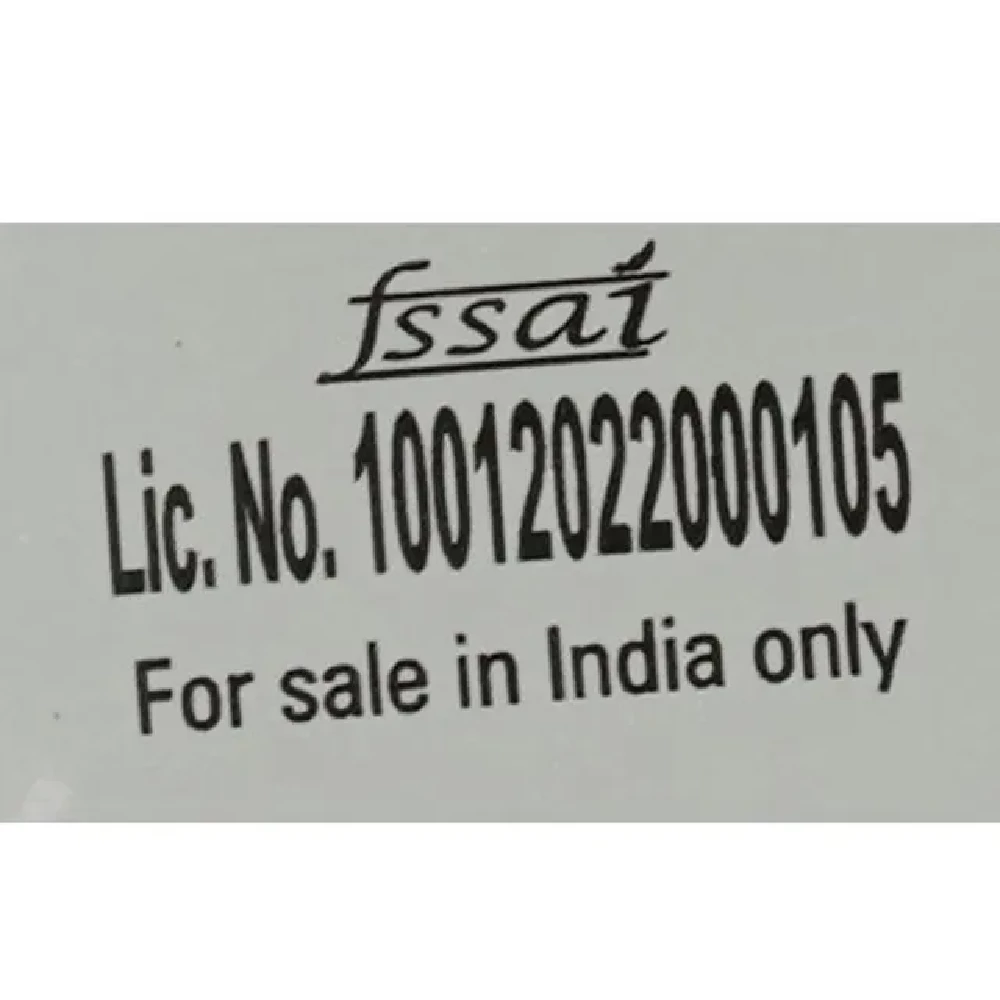 fssai
Lic. No. 10012022000105
For sale in India only